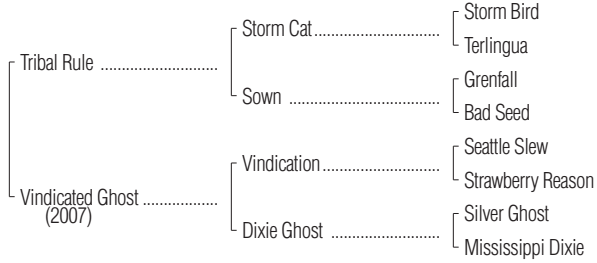 Storm Bird
Storm Cat
Terlingua
Tribal Rule
Grenfall
Sown
Bad Seed
Seattle Slew
Vindication
Strawberry Reason
Vindicated Ghost
(2007)
Silver Ghost
Dixie Ghost
Mississippi Dixie